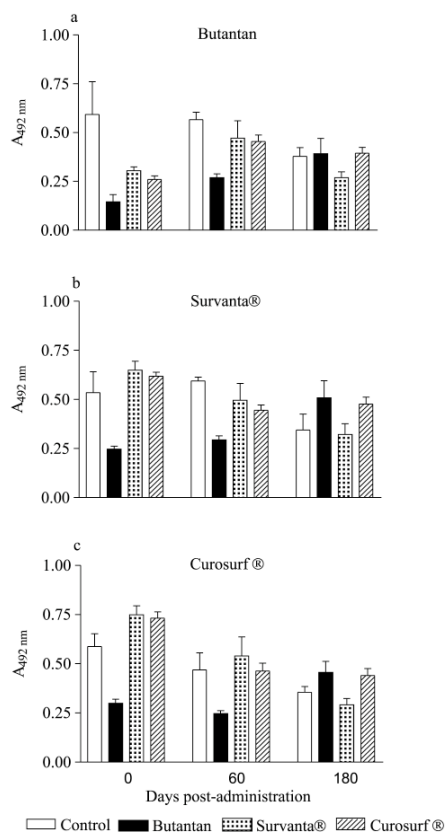 a
Butantan
1.00
0.75
0.50
0.25
0.00
A492 nm
b
Survanta®
1.00
0.75
0.50
0.25
0.00
A492 nm
c
Curosurf ®
1.00
0.75
0.50
0.25
0.00
A492 nm
0 60 180
Days post-administration
Control Butantan Survanta® Curosurf ®